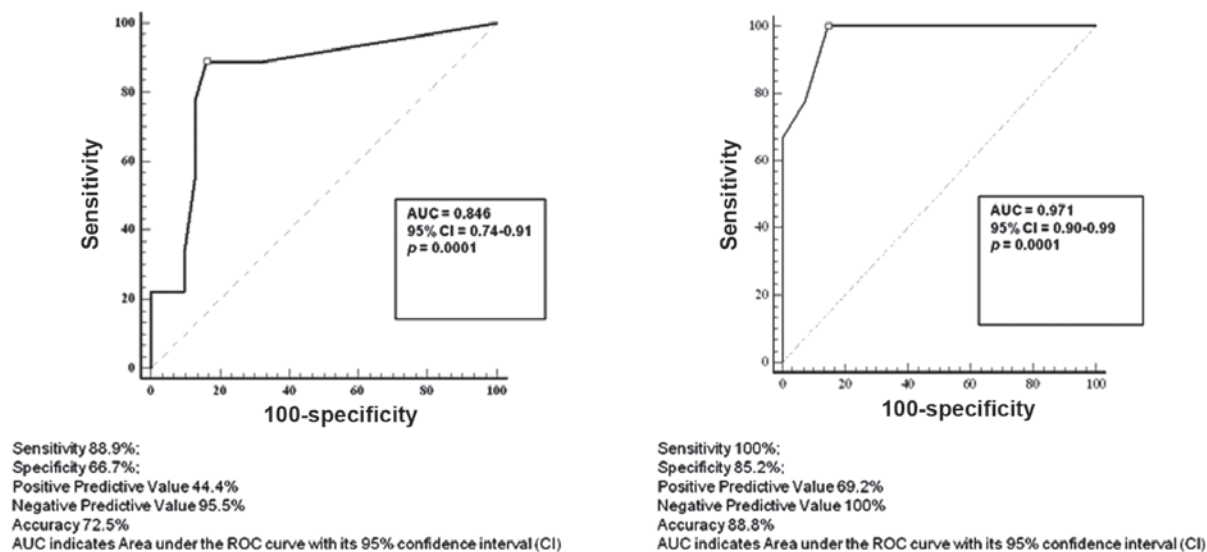 Sensitivity
100
80
60
40
20
0
AUC = 0.846
95% CI = 0.74-0.91
p = 0.0001
0 20 40 60 80 100
100-specificity
Sensitivity 88.9%;
Specificity 66.7%;
Positive Predictive Value 44.4%
Negative Predictive Value 95.5%
Accuracy 72.5%
AUC indicates Area under the ROC curve with its 95% confidence interval (CI)
Sensitivity
100
80
60
40
20
0
AUC = 0.971
95% CI = 0.90-0.99
p = 0.0001
0 20 40 60 80 100
100-specificity
Sensitivity 100%;
Specificity 85.2%;
Positive Predictive Value 69.2%
Negative Predictive Value 100%
Accuracy 88.8%
AUC indicates Area under the ROC curve with its 95% confidence interval (CI)